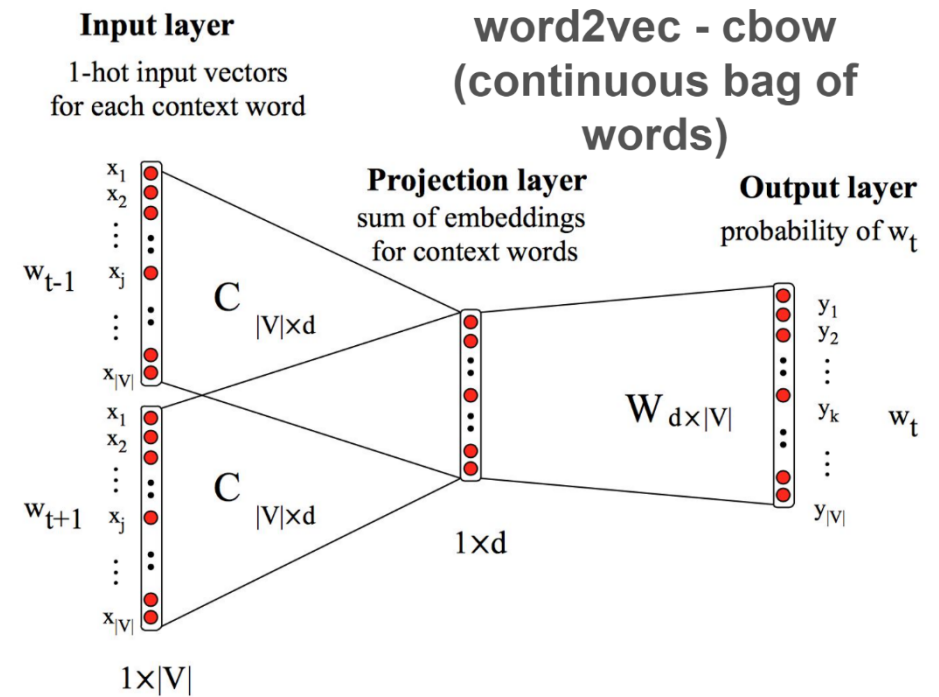 word2vec - cbow
(continuous bag of
words)
Input layer
1-hot input vectors
for each context word
Projection layer
sum of embeddings
for context words
Output layer
probability of wₜ
wₜ₋₁
x₁
x₂
⋮
xⱼ
⋮
x|V|
C |V|×d
wₜ₊₁
x₁
x₂
⋮
xⱼ
⋮
x|V|
C |V|×d
1×|V|
1×d
W d×|V|
y₁
y₂
⋮
yₖ
⋮
y|V|
wₜ